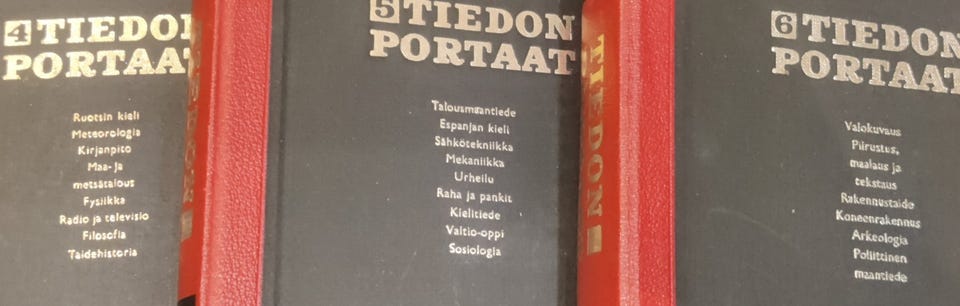 4 TIEDON
PORTAAT
Ruotsin kieli
Meteorologia
Kirjanpito
Maa- ja
metsätalous
Fysiikka
Radio ja televisio
Filosofia
Taidehistoria
5 TIEDON
PORTAAT
Talousmaantiede
Espanjan kieli
Sähkötekniikka
Mekaniikka
Urheilu
Raha ja pankit
Kielitiede
Valtio-oppi
Sosiologia
TIEDON
6 TIEDON
PORTAAT
Valokuvaus
Piirustus,
maalaus ja
tekstaus
Rakennustaide
Koneenrakennus
Arkeologia
Poliittinen
maantiede